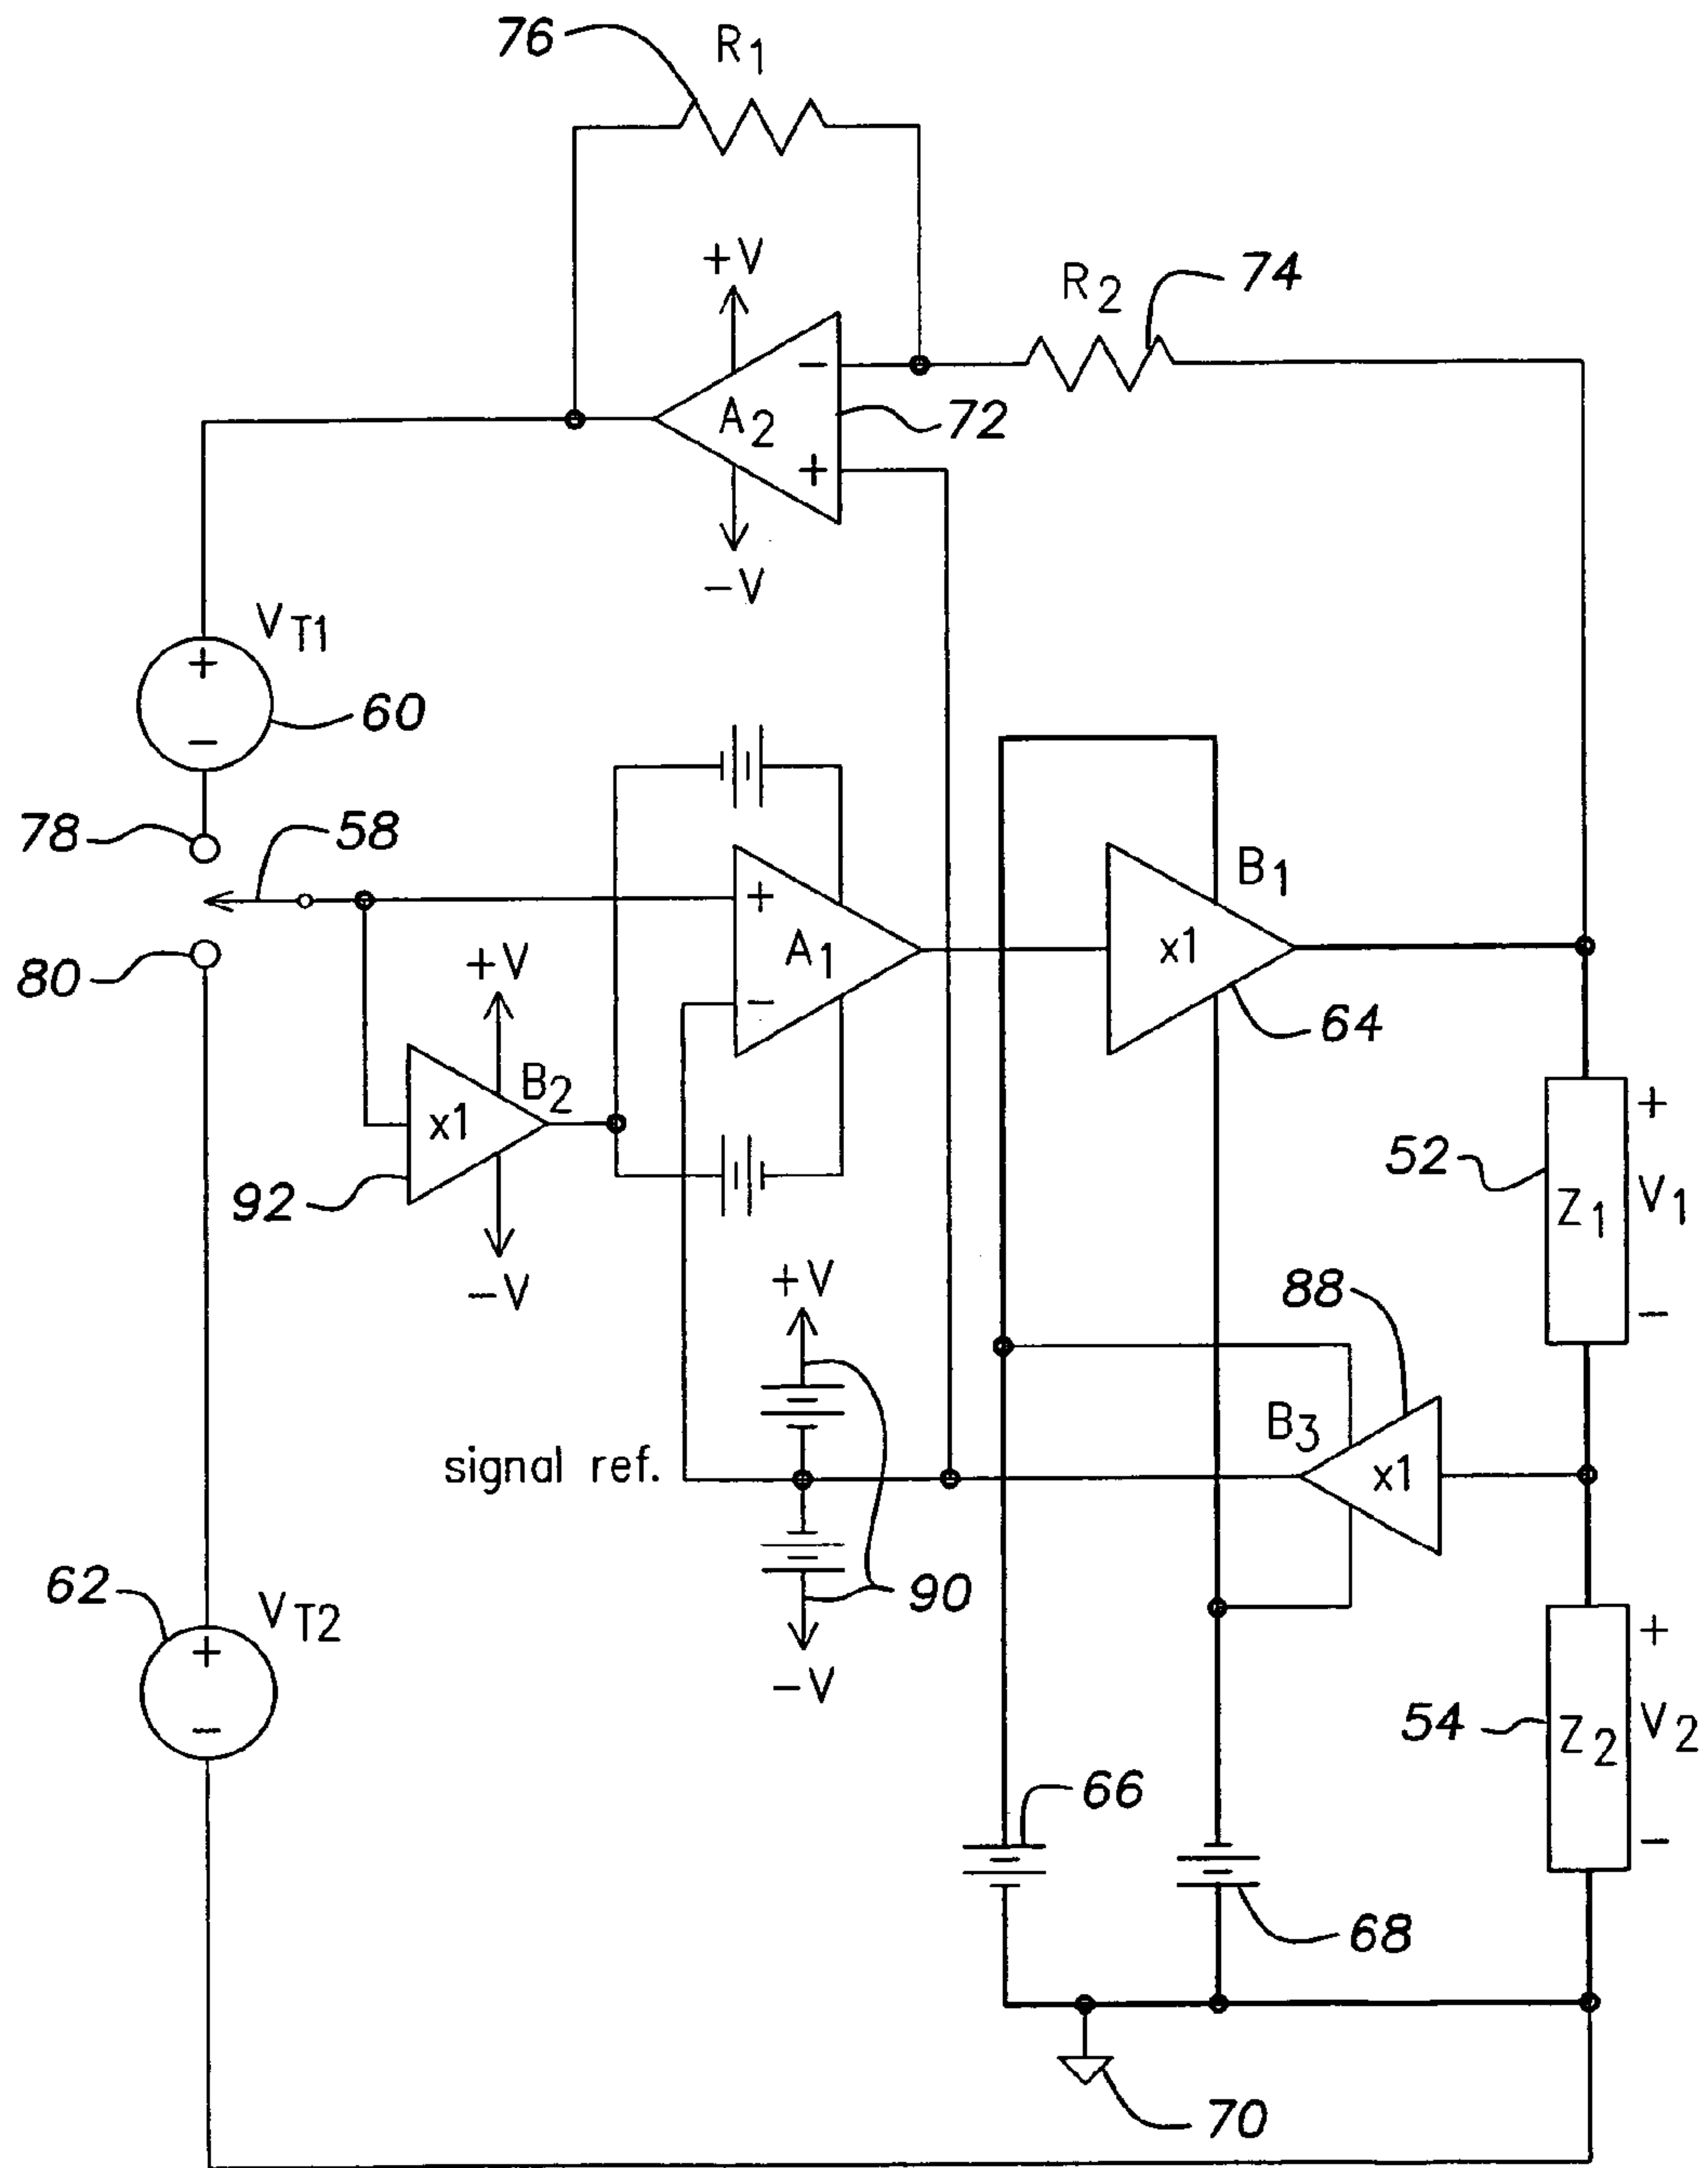 76
R1
+V
R2
74
−
A2
72
+
−V
VT1
+
60
−
78
58
+
B1
A1
x1
80
+V
−
64
B2
x1
+
52
V1
Z1
92
88
−V
+V
−
B3
signal ref.
x1
62
VT2
90
+
+
−V
54
V2
Z2
−
66
−
68
70